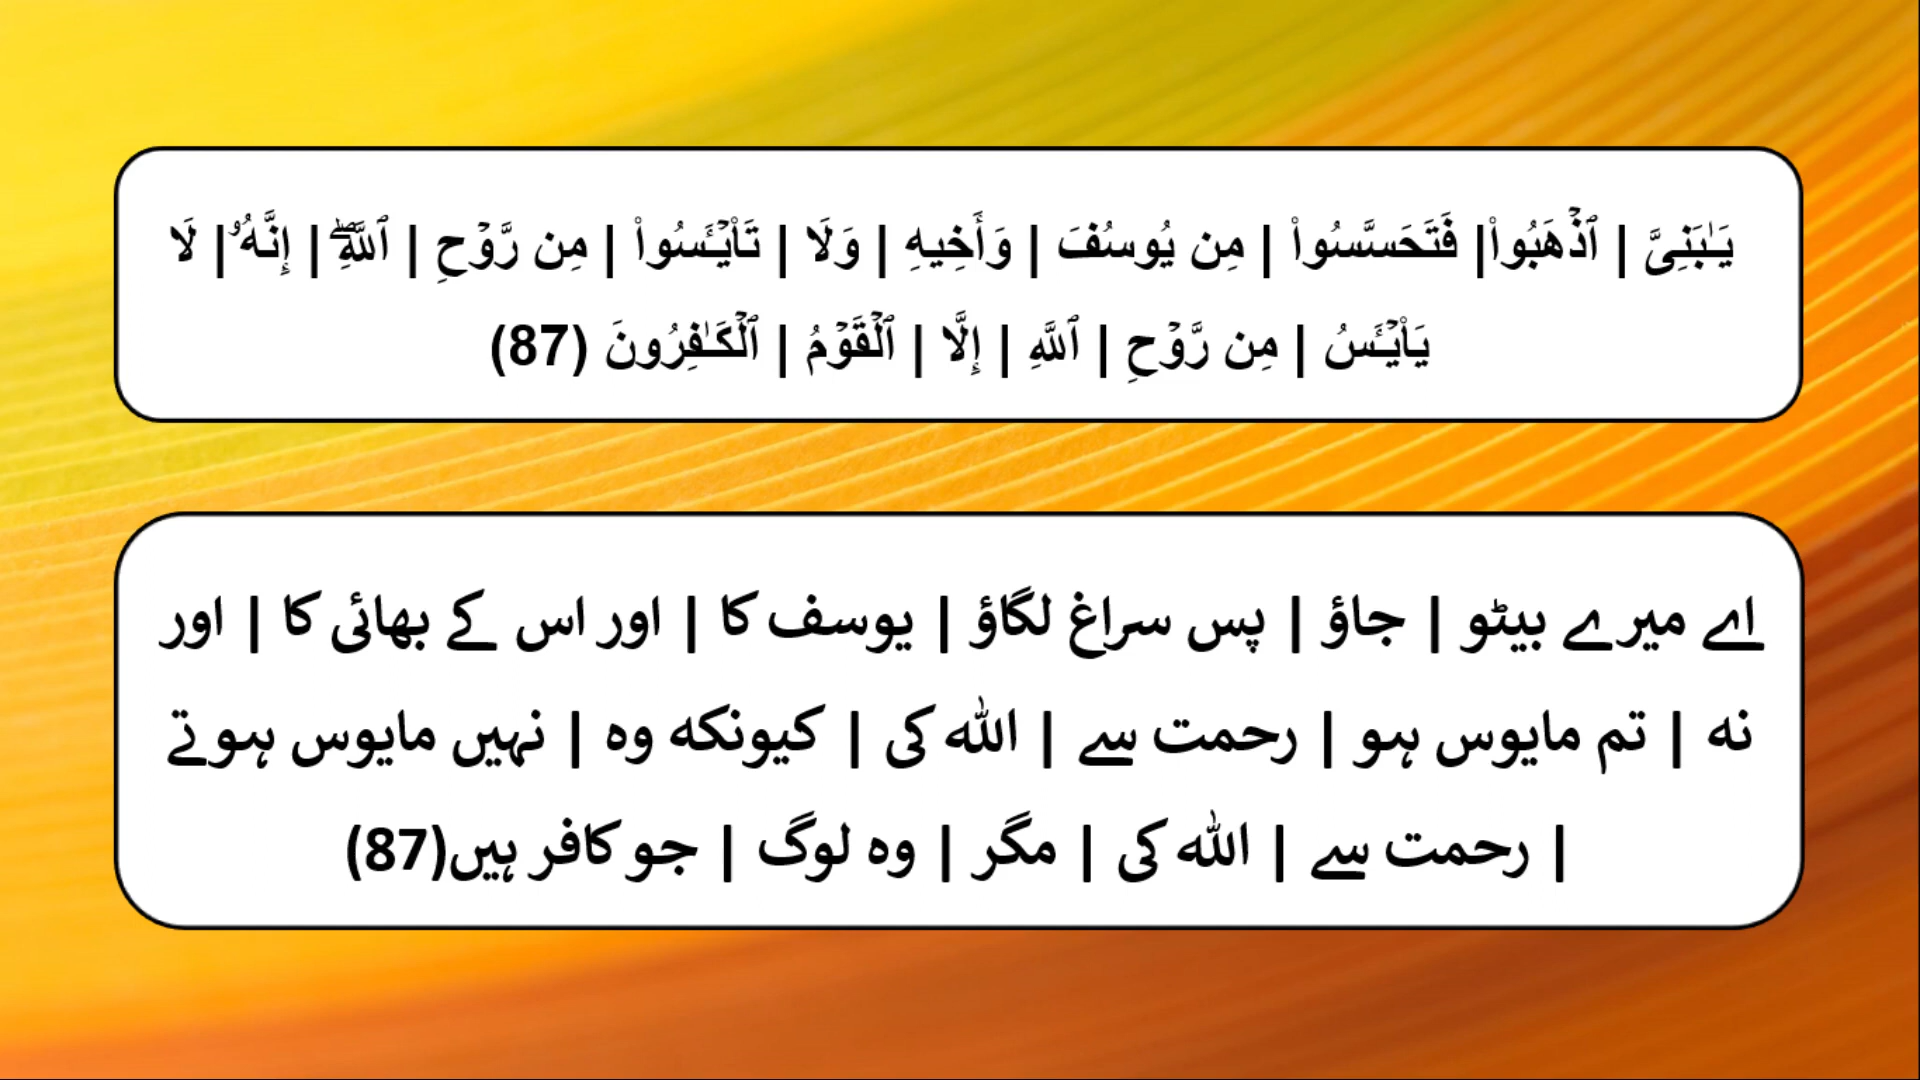 يَـٰبَنِىَّ | ٱذۡهَبُواْ| فَتَحَسَّسُواْ | مِن يُوسُفَ | وَأَخِيهِ | وَلَا | تَاْيۡـَٔسُواْ | مِن رَّوۡحِ | ٱللَّهِۖ | إِنَّهُۥ| لَا
يَاْيۡـَٔسُ | مِن رَّوۡحِ | ٱللَّهِ | إِلَّا | ٱلۡقَوۡمُ | ٱلۡكَـٰفِرُونَ (87)
اے میرے بیٹو | جاؤ | پس سراغ لگاؤ | یوسف کا | اور اس کے بھائی کا | اور
نہ | تم مایوس ہو | رحمت سے | اللہ کی | کیونکہ وہ | نہیں مایوس ہوتے
| رحمت سے | اللہ کی | مگر | وہ لوگ | جو کافر ہیں(87)